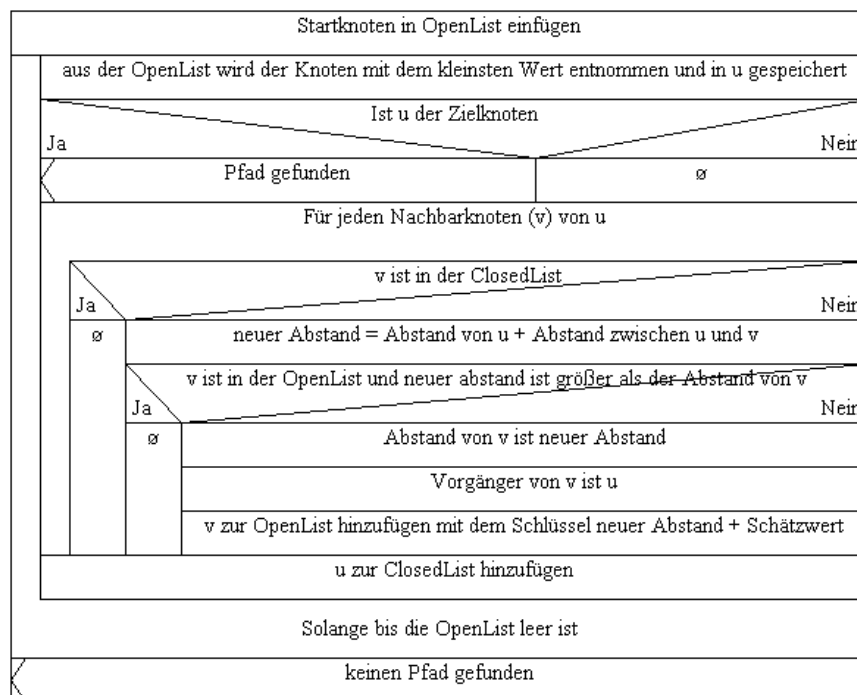 Startknoten in OpenList einfügen
aus der OpenList wird der Knoten mit dem kleinsten Wert entnommen und in u gespeichert
Ist u der Zielknoten
Ja
Nein
Pfad gefunden
ø
Für jeden Nachbarknoten (v) von u
v ist in der ClosedList
Ja
Nein
ø
neuer Abstand = Abstand von u + Abstand zwischen u und v
v ist in der OpenList und neuer abstand ist größer als der Abstand von v
Ja
Nein
ø
Abstand von v ist neuer Abstand
Vorgänger von v ist u
v zur OpenList hinzufügen mit dem Schlüssel neuer Abstand + Schätzwert
u zur ClosedList hinzufügen
Solange bis die OpenList leer ist
keinen Pfad gefunden